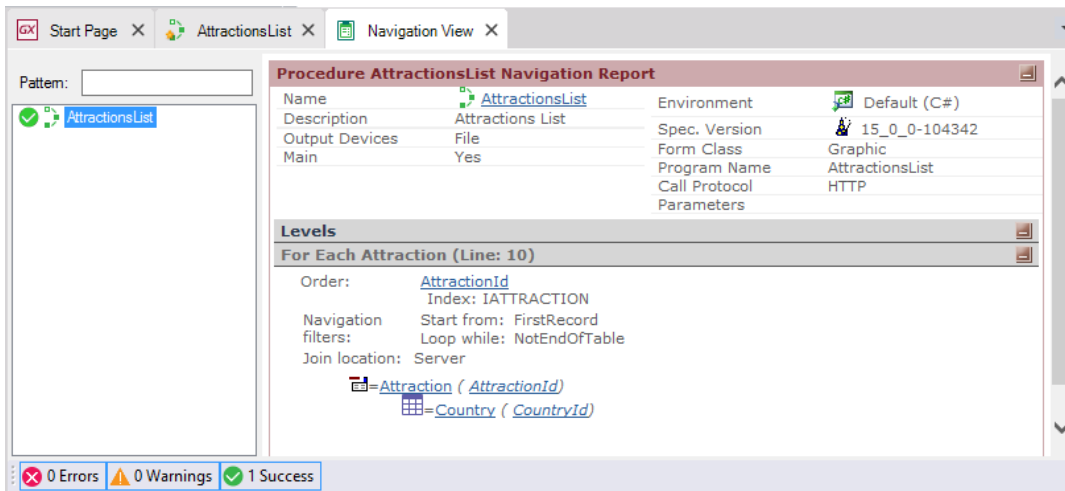 GX Start Page
AttractionsList
Navigation View
Pattern:
AttractionsList
Procedure AttractionsList Navigation Report
Name AttractionsList
Description Attractions List
Output Devices File
Main Yes
Environment Default (C#)
Spec. Version 15_0_0-104342
Form Class Graphic
Program Name AttractionsList
Call Protocol HTTP
Parameters
Levels
For Each Attraction (Line: 10)
Order: AttractionId
Index: IATTRACTION
Navigation filters: Start from: FirstRecord
Loop while: NotEndOfTable
Join location: Server
=Attraction ( AttractionId)
=Country ( CountryId)
0 Errors 0 Warnings 1 Success